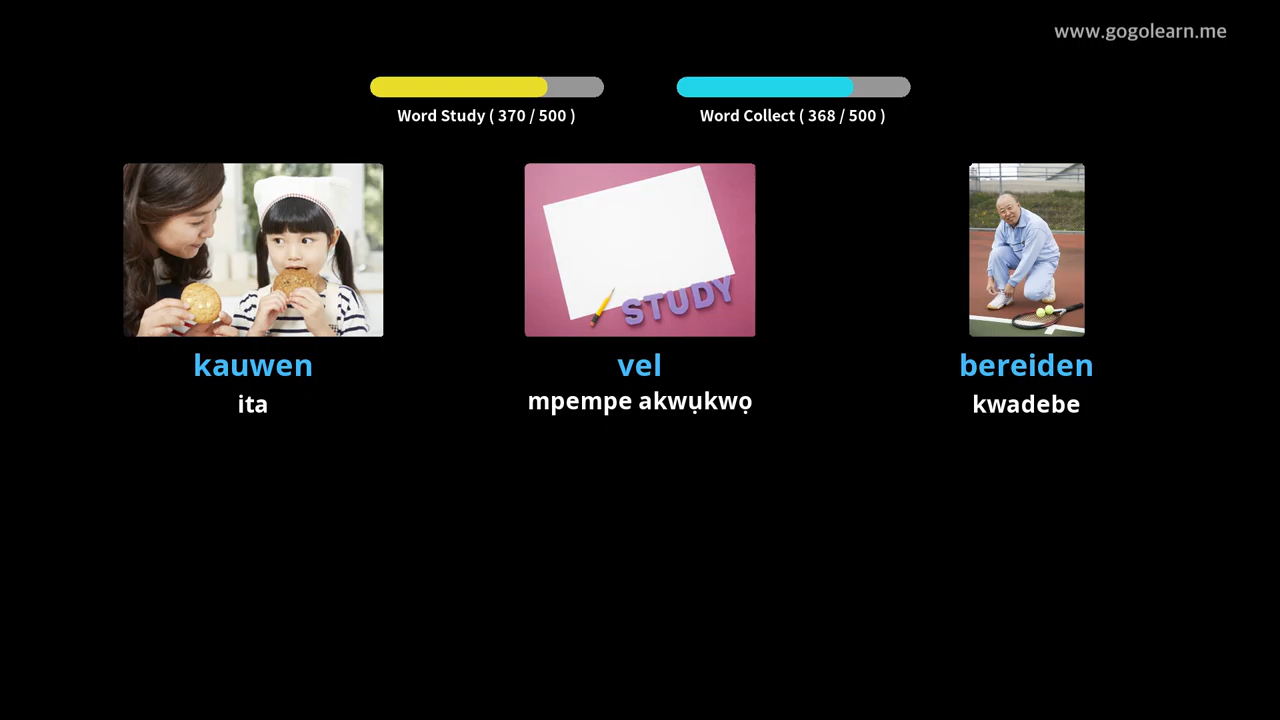 www.gogolearn.me
Word Study ( 370 / 500 )
Word Collect ( 368 / 500 )
STUDY
kauwen
vel
bereiden
ita
mpempe akwụkwọ
kwadebe